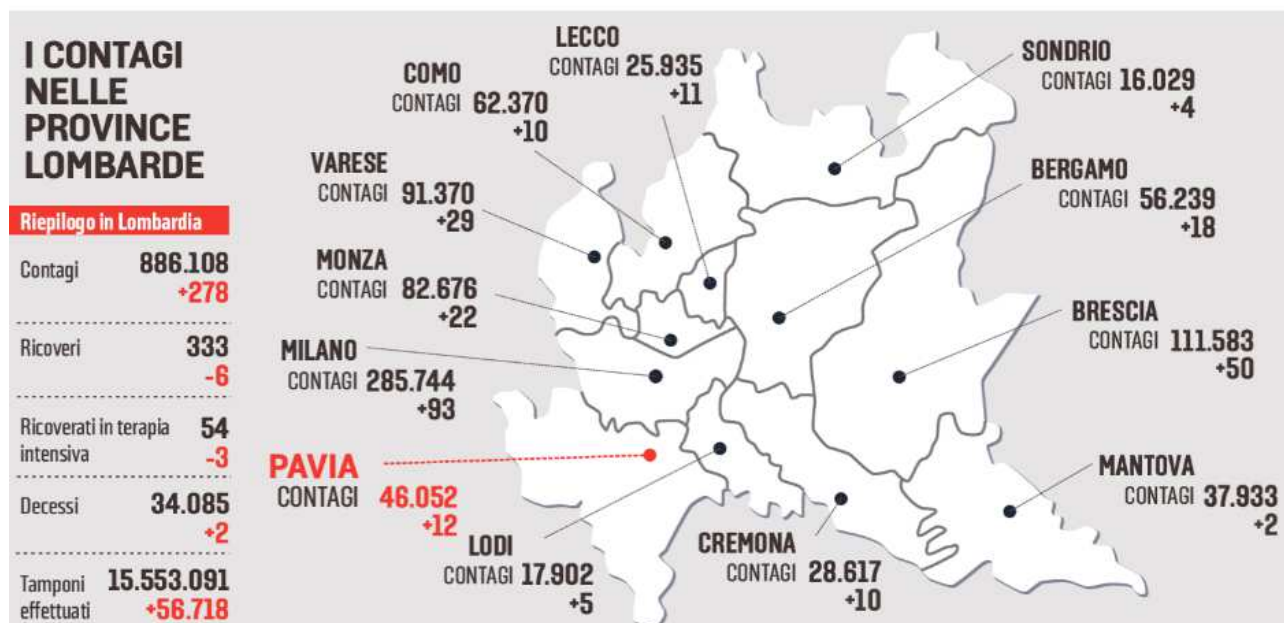 I CONTAGI
NELLE
PROVINCE
LOMBARDE
Riepilogo in Lombardia
Contagi 886.108
+278
Ricoveri 333
-6
Ricoverati in terapia 54
intensiva -3
Decessi 34.085
+2
Tamponi 15.553.091
effettuati +56.718
LECCO
CONTAGI 25.935
+11
COMO
CONTAGI 62.370
+10
VARESE
CONTAGI 91.370
+29
MONZA
CONTAGI 82.676
+22
MILANO
CONTAGI 285.744
+93
PAVIA
CONTAGI 46.052
+12
LODI
CONTAGI 17.902
+5
CREMONA
CONTAGI 28.617
+10
SONDRIO
CONTAGI 16.029
+4
BERGAMO
CONTAGI 56.239
+18
BRESCIA
CONTAGI 111.583
+50
MANTOVA
CONTAGI 37.933
+2